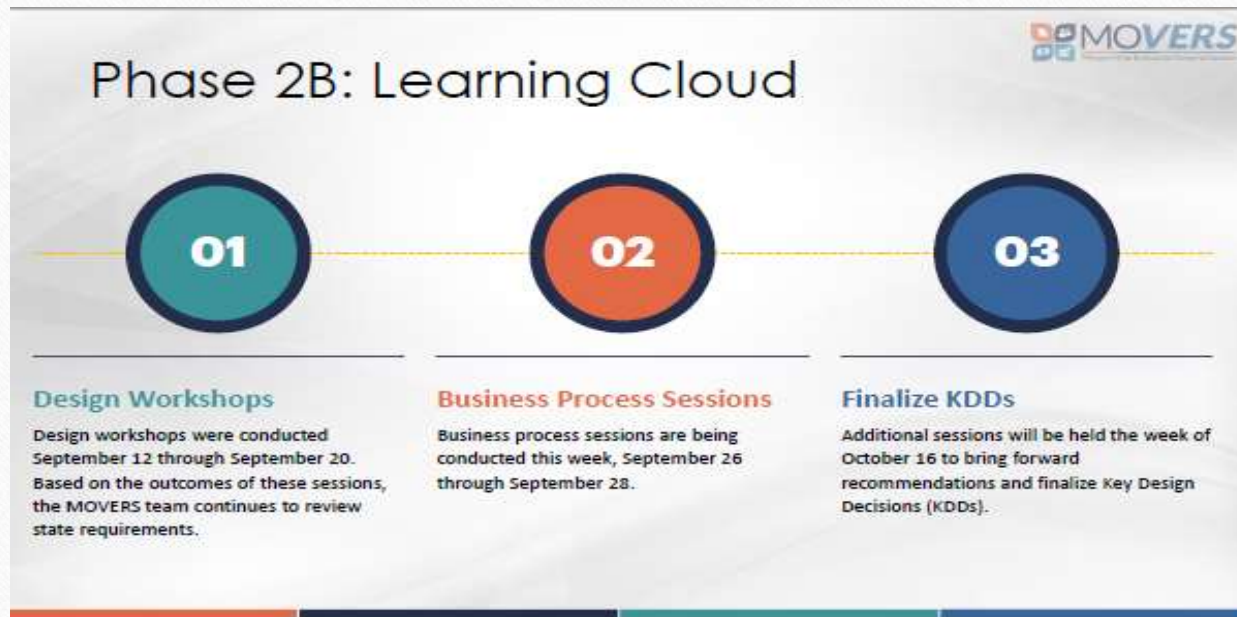 MOVERS
Phase 2B: Learning Cloud
01
02
03
Design Workshops
Design workshops were conducted
September 12 through September 20.
Based on the outcomes of these sessions,
the MOVERS team continues to review
state requirements.
Business Process Sessions
Business process sessions are being
conducted this week, September 26
through September 28.
Finalize KDDs
Additional sessions will be held the week of
October 16 to bring forward
recommendations and finalize Key Design
Decisions (KDDs).